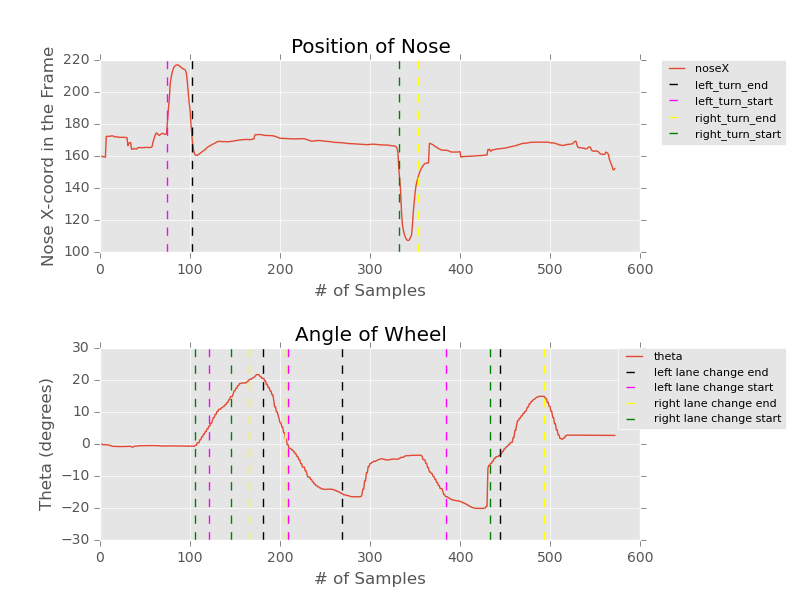 Position of Nose
Nose X-coord in the Frame
220
200
180
160
140
120
100
0 100 200 300 400 500 600
# of Samples
noseX
left_turn_end
left_turn_start
right_turn_end
right_turn_start
Angle of Wheel
Theta (degrees)
30
20
10
0
−10
−20
−30
0 100 200 300 400 500 600
# of Samples
theta
left lane change end
left lane change start
right lane change end
right lane change start